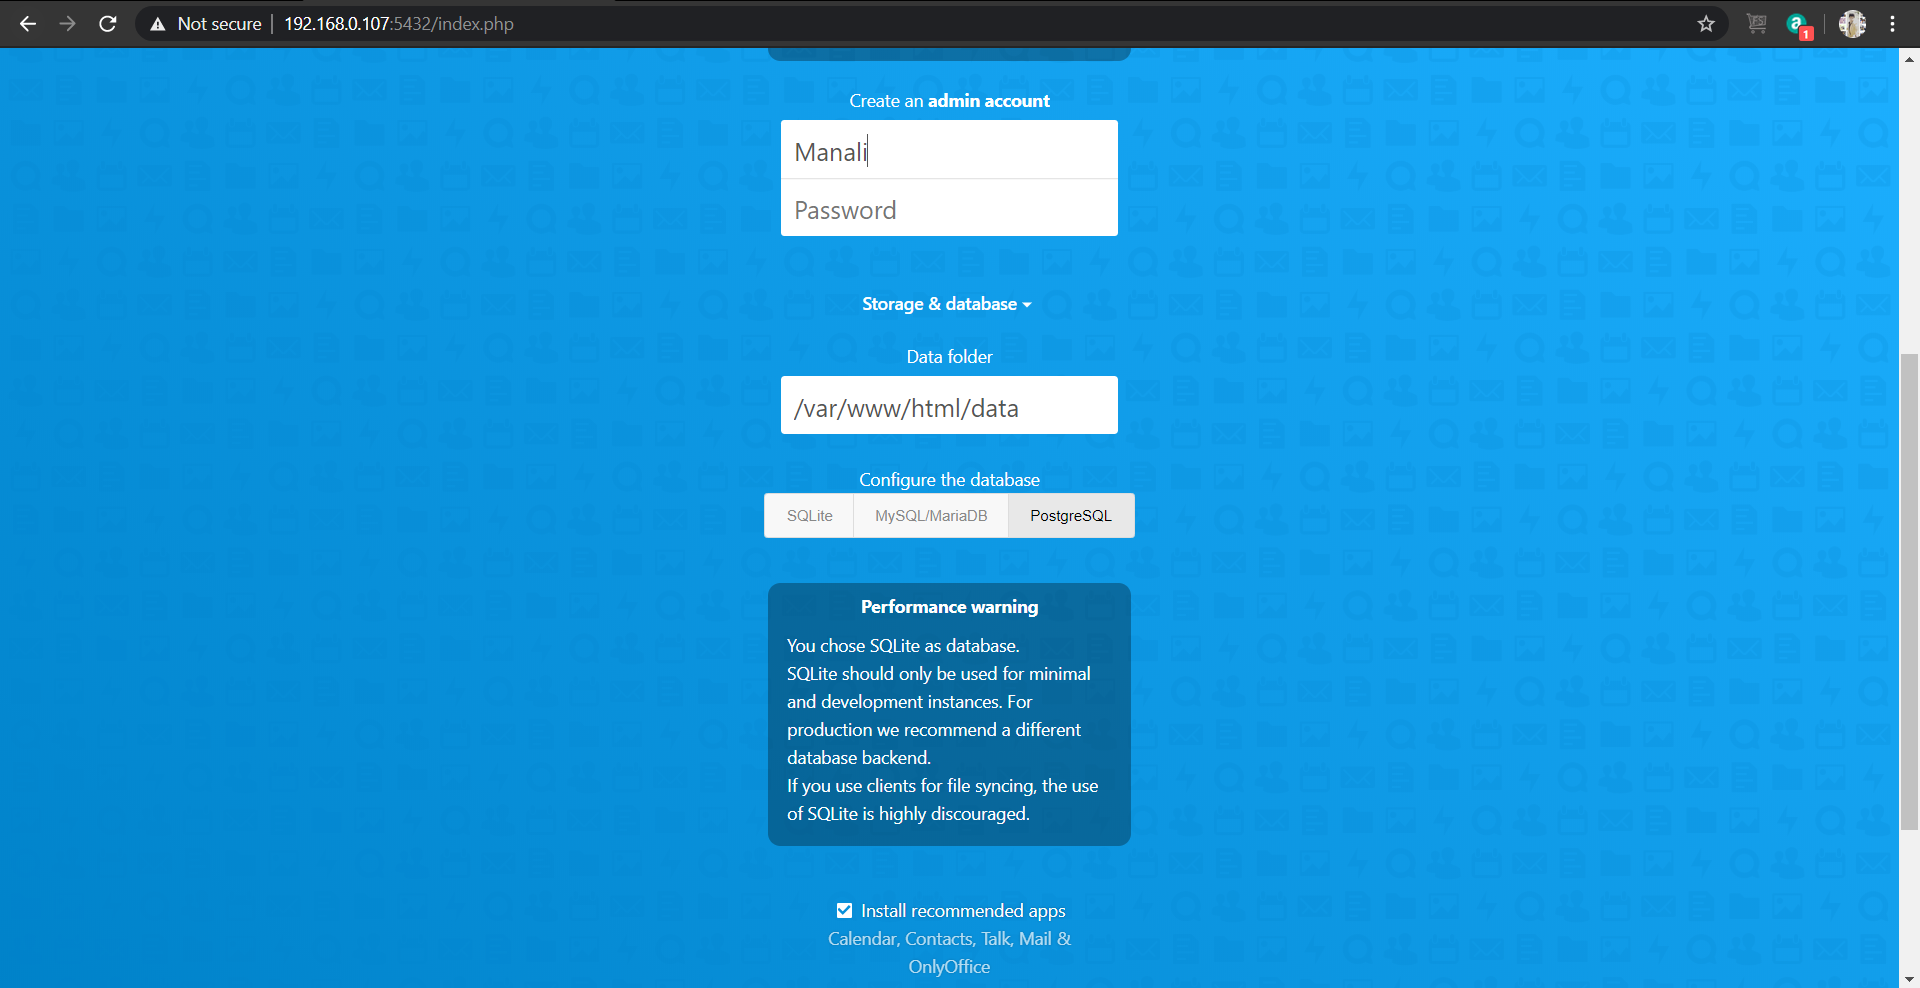 Not secure | 192.168.0.107:5432/index.php
1
Create an admin account
Manali
Password
Storage & database
Data folder
/var/www/html/data
Configure the database
SQLite MySQL/MariaDB PostgreSQL
Performance warning
You chose SQLite as database.
SQLite should only be used for minimal
and development instances. For
production we recommend a different
database backend.
If you use clients for file syncing, the use
of SQLite is highly discouraged.
Install recommended apps
Calendar, Contacts, Talk, Mail &
OnlyOffice